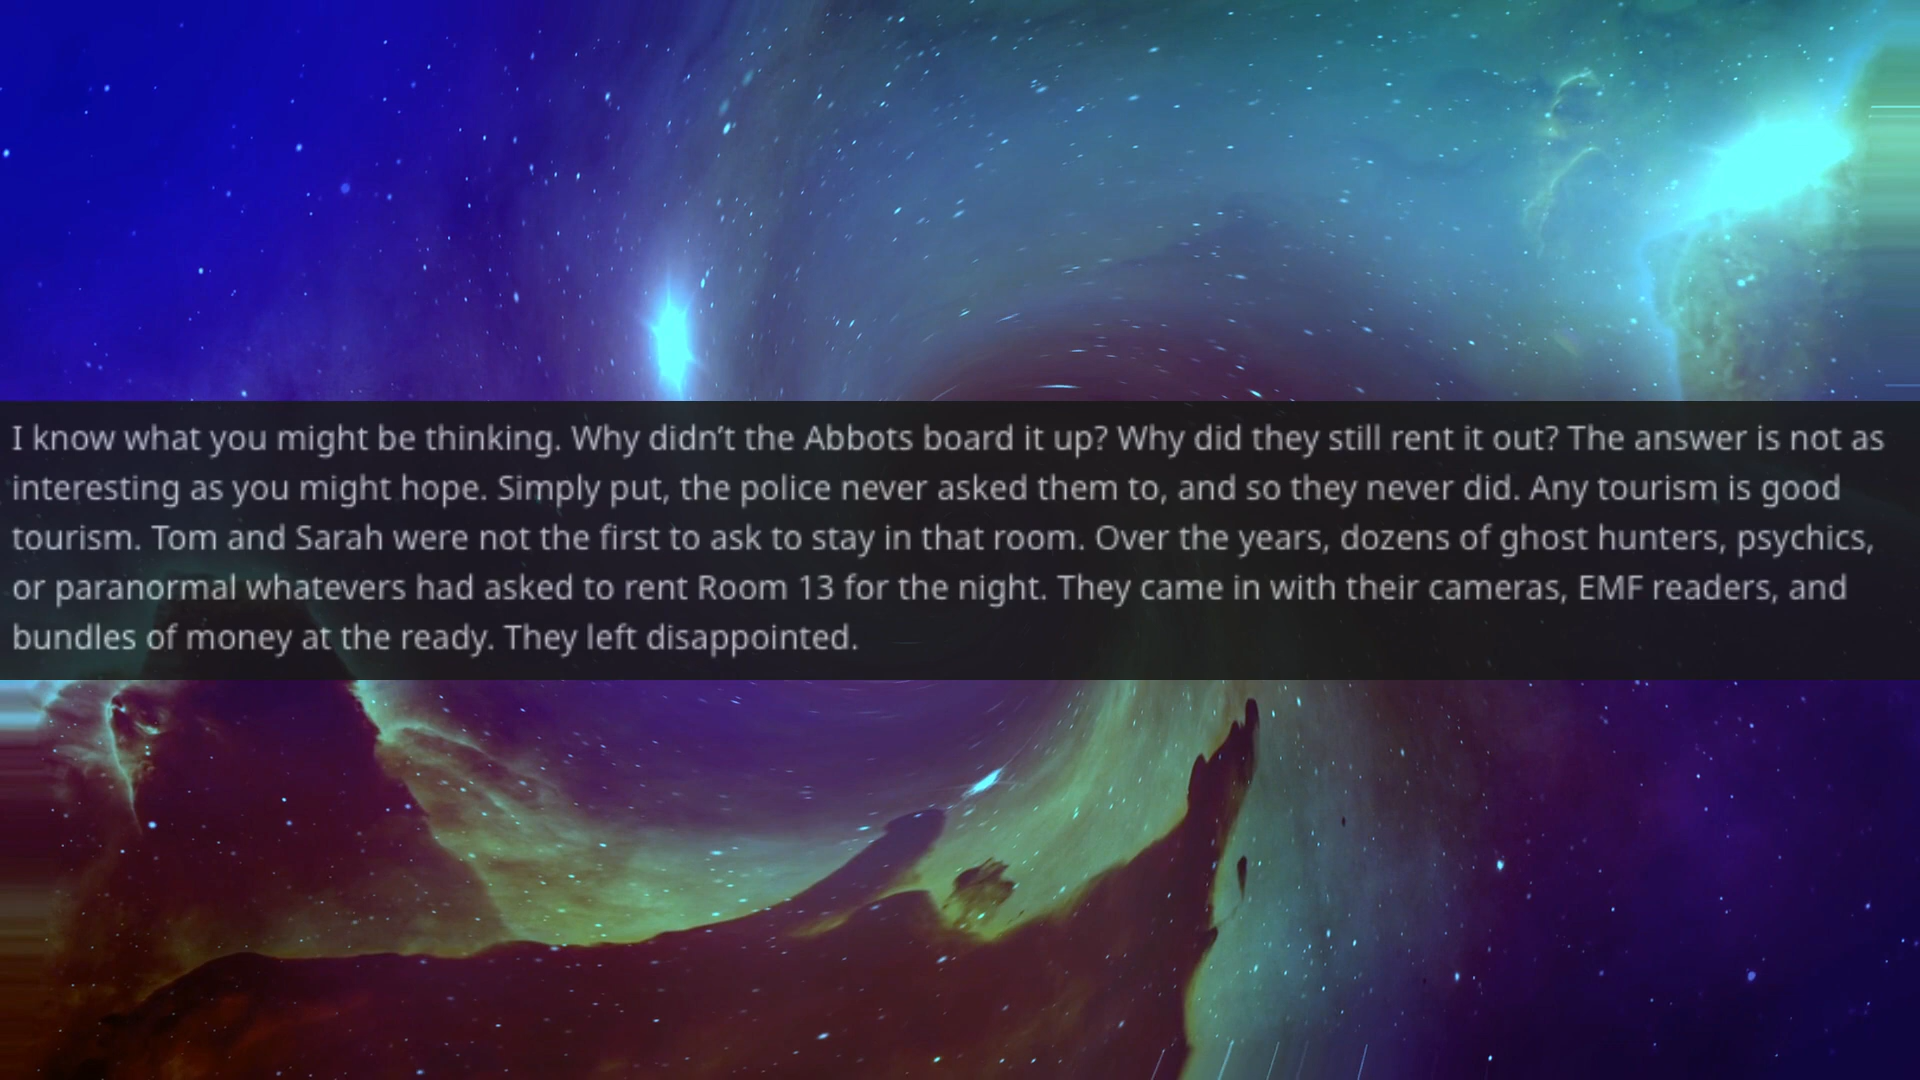 I know what you might be thinking. Why didn’t the Abbots board it up? Why did they still rent it out? The answer is not as
interesting as you might hope. Simply put, the police never asked them to, and so they never did. Any tourism is good
tourism. Tom and Sarah were not the first to ask to stay in that room. Over the years, dozens of ghost hunters, psychics,
or paranormal whatevers had asked to rent Room 13 for the night. They came in with their cameras, EMF readers, and
bundles of money at the ready. They left disappointed.